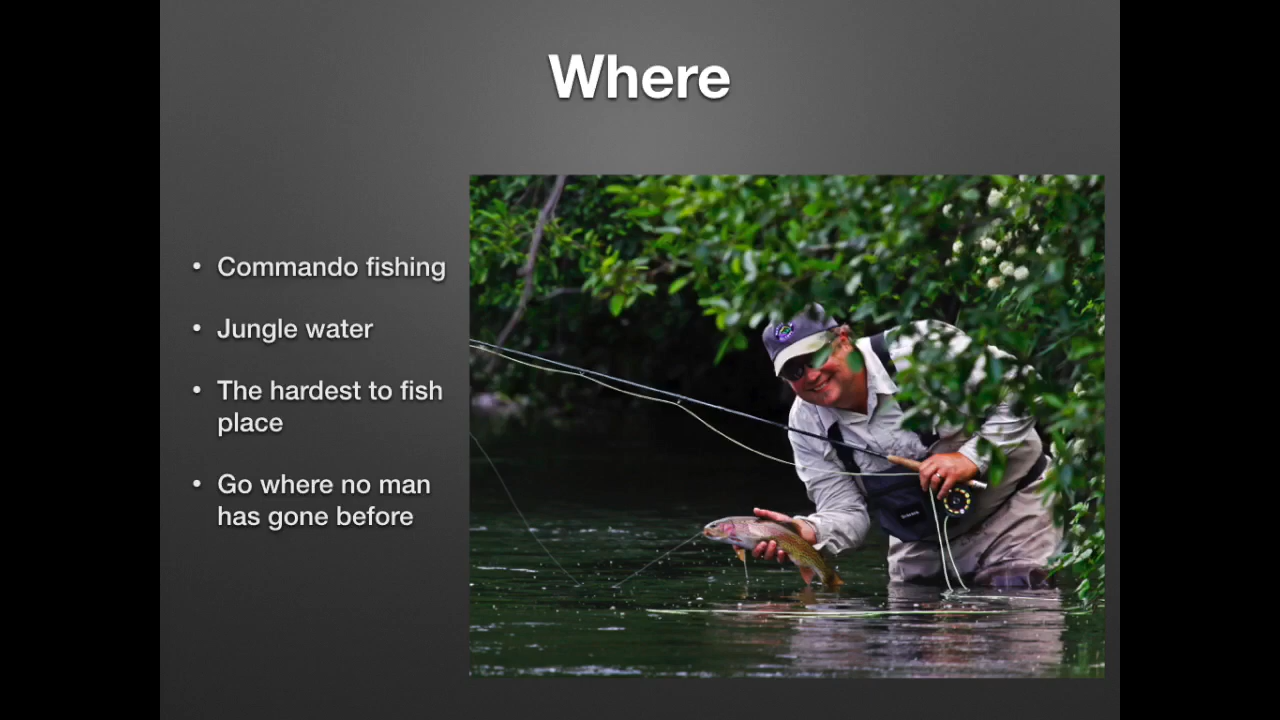 Where
• Commando fishing
• Jungle water
• The hardest to fish
place
• Go where no man
has gone before